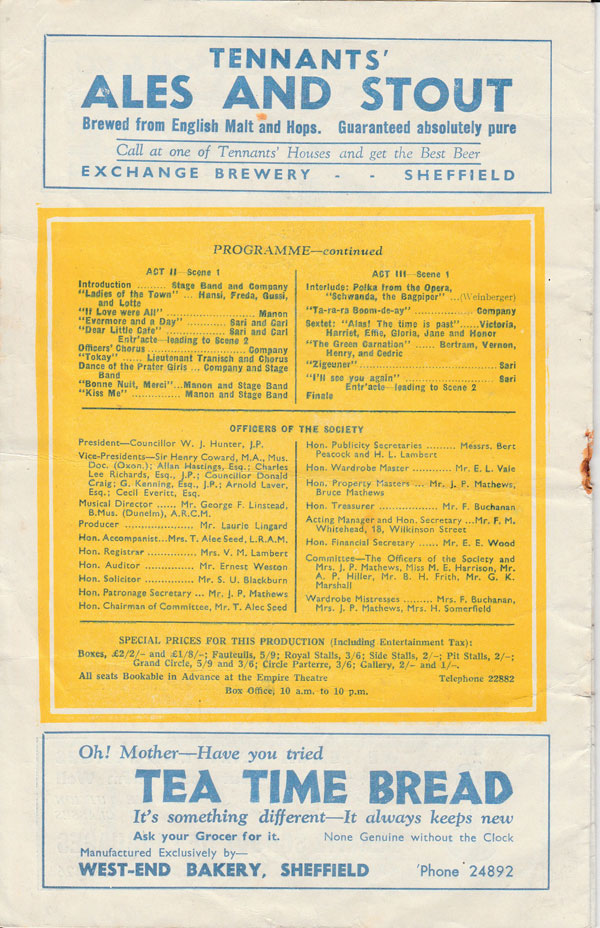 TENNANTS'
ALES AND STOUT
Brewed from English Malt and Hops. Guaranteed absolutely pure
Call at one of Tennants' Houses and get the Best Beer
EXCHANGE BREWERY - - SHEFFIELD
PROGRAMME—continued
ACT II—Scene 1
Introduction ......... Stage Band and Company
"Ladies of the Town" ... Hansi, Freda, Gussi,
and Lotte
"If Love were All" .................. Manon
"Evermore and a Day" .......... Sari and Carl
"Dear Little Cafe" ............. Sari and Carl
Entr'acte—leading to Scene 2
Officers' Chorus ..................... Company
"Tokay" ...... Lieutenant Tranisch and Chorus
Dance of the Prater Girls ... Company and Stage
Band
"Bonne Nuit, Merci"...Manon and Stage Band
"Kiss Me" ............ Manon and Stage Band
ACT III—Scene 1
Interlude: Polka from the Opera,
"Schwanda, the Bagpiper" ...(Weinberger)
"Ta-ra-ra Boom-de-ay" ............... Company
Sextet: "Alas! The time is past".....Victoria,
Harriet, Effie, Gloria, Jane and Honor
"The Green Carnation" ...... Bertram, Vernon,
Henry, and Cedric
"Zigeuner" .......................... Sari
"I'll see you again" .................. Sari
Entr'acte—leading to Scene 2
Finale
OFFICERS OF THE SOCIETY
President—Councillor W. J. Hunter, J.P.
Vice-Presidents—Sir Henry Coward, M.A., Mus.
Doc. (Oxon.); Allan Hastings, Esq.; Charles
Lee Richards, Esq., J.P.; Councillor Donald
Craig; G. Kenning, Esq., J.P.; Arnold Laver,
Esq.; Cecil Everitt, Esq.
Musical Director ...... Mr. George F. Linstead,
B.Mus. (Dunelm), A.R.C.M.
Producer .................. Mr. Laurie Lingard
Hon. Accompanist...Mrs. T. Alec Seed, L.R.A.M.
Hon. Registrar ............ Mrs. V. M. Lambert
Hon. Auditor ............... Mr. Ernest Weston
Hon. Solicitor ............... Mr. S. U. Blackburn
Hon. Patronage Secretary ... Mr. J. P. Mathews
Hon. Chairman of Committee, Mr. T. Alec Seed
Hon. Publicity Secretaries ......... Messrs. Bert
Peacock and H. L. Lambert
Hon. Wardrobe Master ............ Mr. E. L. Vale
Hon. Property Masters ... Mr. J. P. Mathews,
Bruce Mathews
Hon. Treasurer .................. Mr. F. Buchanan
Acting Manager and Hon. Secretary ...Mr. F. M.
Whitehead, 18, Wilkinson Street
Hon. Financial Secretary ...... Mr. E. E. Wood
Committee—The Officers of the Society and
Mrs. J. P. Mathews, Miss M. E. Harrison, Mr.
A. P. Hiller, Mr. B. H. Frith, Mr. G. K.
Marshall
Wardrobe Mistresses ......... Mrs. F. Buchanan,
Mrs. J. P. Mathews, Mrs. H. Somerfield
SPECIAL PRICES FOR THIS PRODUCTION (Including Entertainment Tax):
Boxes, £2/2/- and £1/8/-; Fauteuils, 5/9; Royal Stalls, 3/6; Side Stalls, 2/-; Pit Stalls, 2/-;
Grand Circle, 5/9 and 3/6; Circle Parterre, 3/6; Gallery, 2/- and 1/-.
All seats Bookable in Advance at the Empire Theatre Telephone 22882
Box Office, 10 a.m. to 10 p.m.
Oh! Mother—Have you tried
TEA TIME BREAD
It's something different—It always keeps new
Ask your Grocer for it. None Genuine without the Clock
Manufactured Exclusively by—
WEST-END BAKERY, SHEFFIELD 'Phone 24892